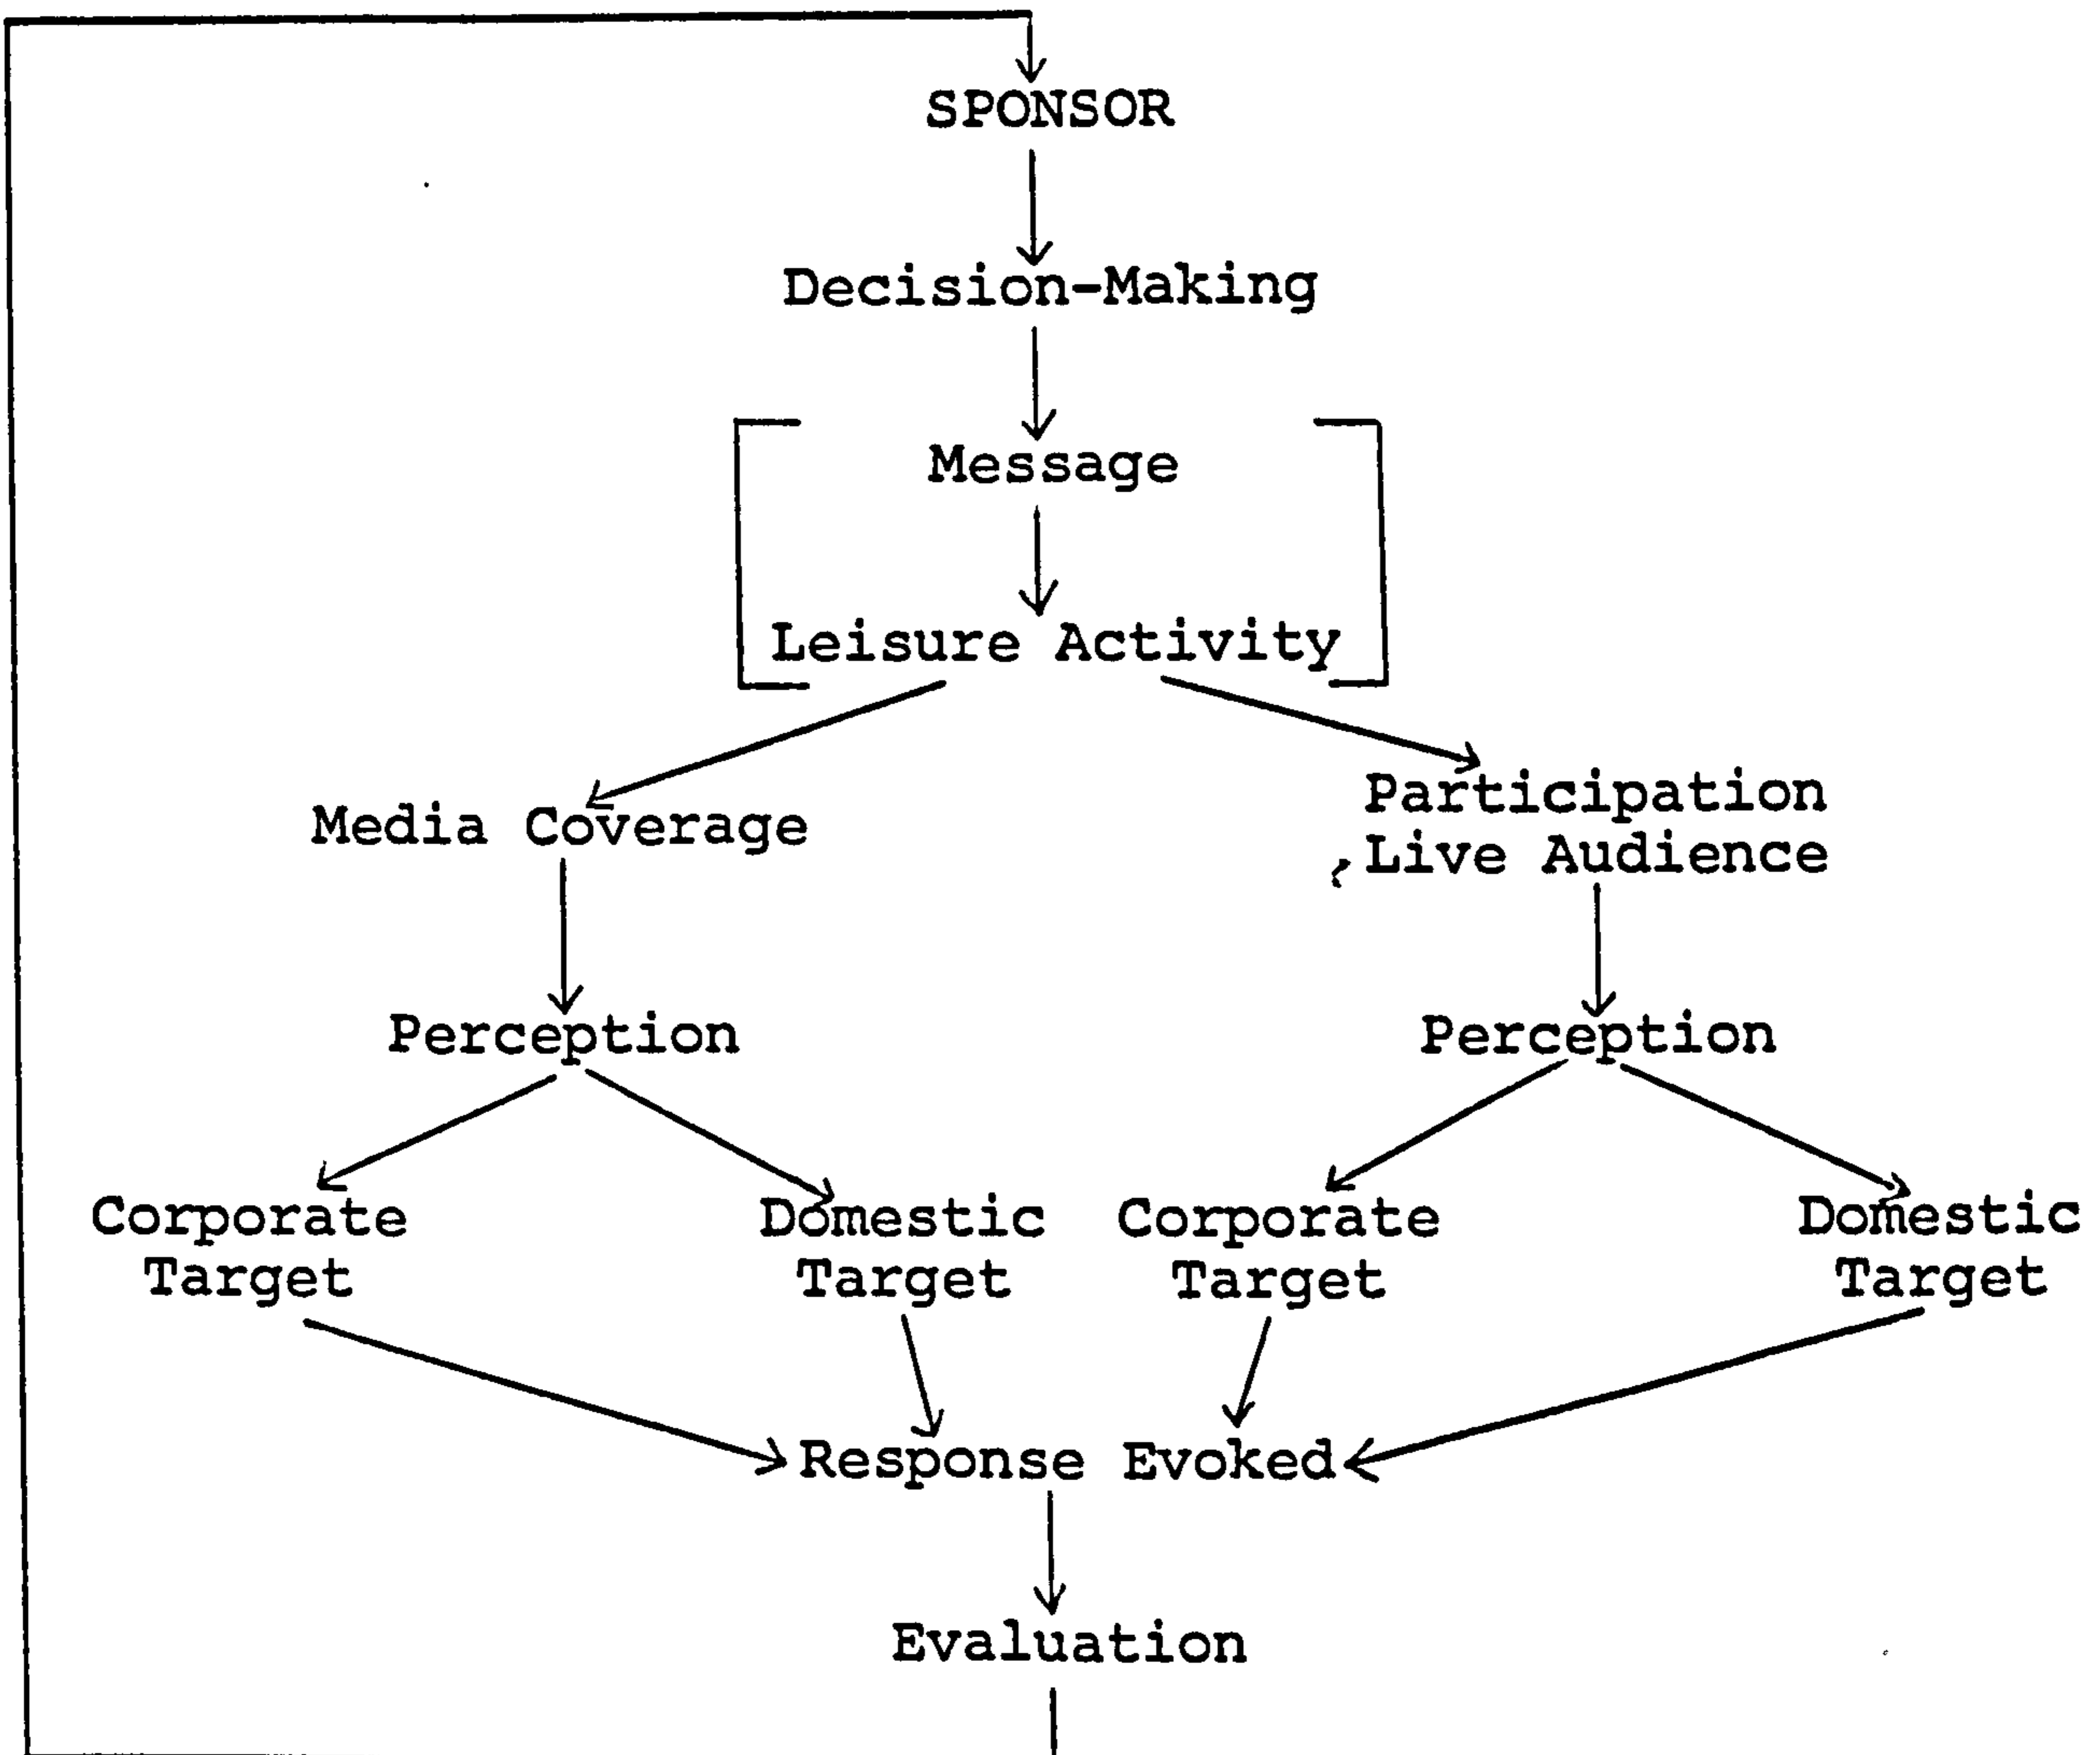 SPONSOR
Decision-Making
Message
Leisure Activity
Media Coverage
Participation
Live Audience
Perception
Perception
Corporate
Target
Domestic
Target
Corporate
Target
Domestic
Target
Response Evoked
Evaluation